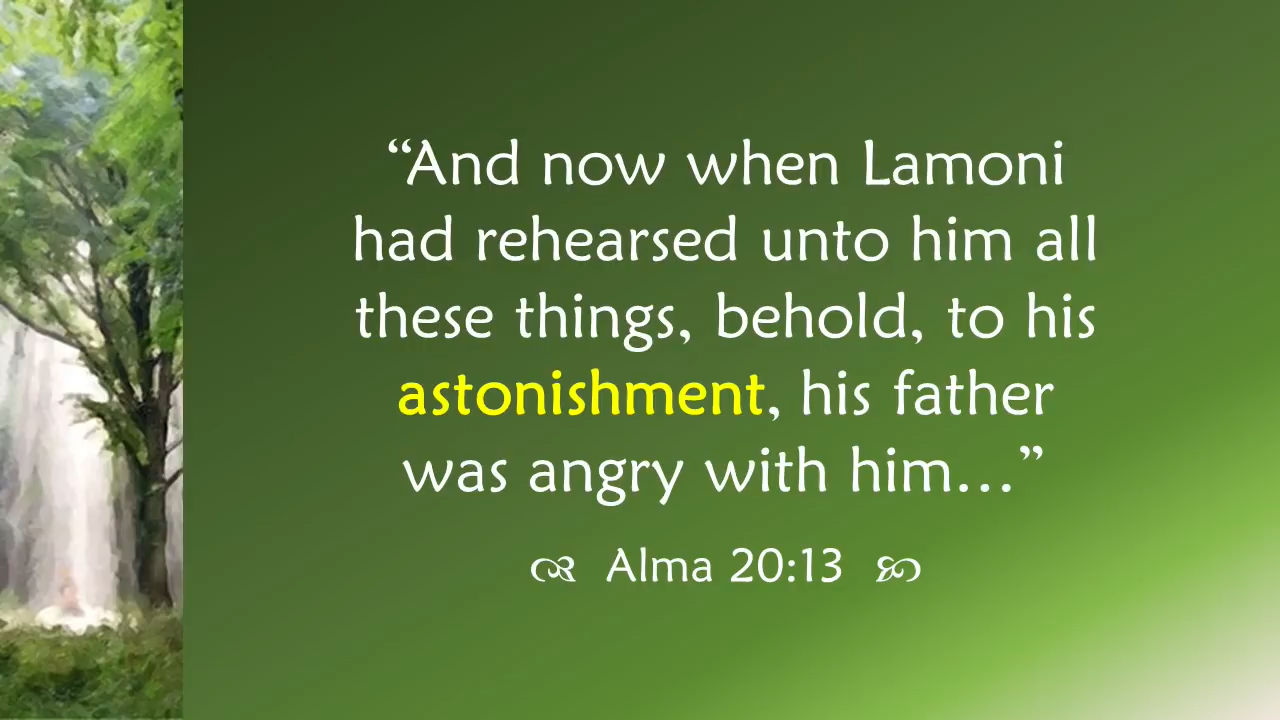 “And now when Lamoni
had rehearsed unto him all
these things, behold, to his
astonishment, his father
was angry with him…”
Alma 20:13